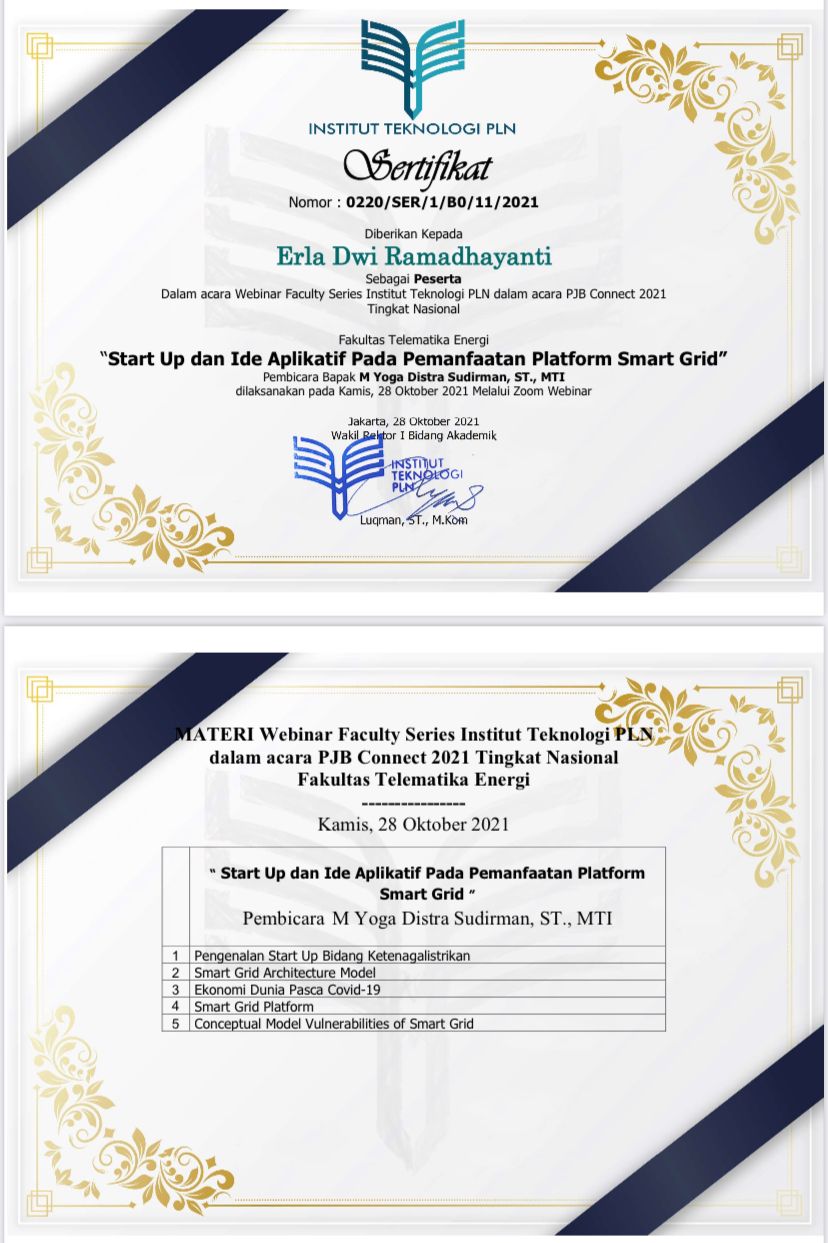 INSTITUT TEKNOLOGI PLN
Sertifikat
Nomor : 0220/SER/1/B0/11/2021
Diberikan Kepada
Erla Dwi Ramadhayanti
Sebagai Peserta
Dalam acara Webinar Faculty Series Institut Teknologi PLN dalam acara PJB Connect 2021
Tingkat Nasional
Fakultas Telematika Energi
“Start Up dan Ide Aplikatif Pada Pemanfaatan Platform Smart Grid”
Pembicara Bapak M Yoga Distra Sudirman, ST., MTI
dilaksanakan pada Kamis, 28 Oktober 2021 Melalui Zoom Webinar
Jakarta, 28 Oktober 2021
Wakil Rektor I Bidang Akademik
INSTITUT
TEKNOLOGI
PLN
Luqman, ST., M.Kom
MATERI Webinar Faculty Series Institut Teknologi PLN
dalam acara PJB Connect 2021 Tingkat Nasional
Fakultas Telematika Energi
----------------
Kamis, 28 Oktober 2021
“ Start Up dan Ide Aplikatif Pada Pemanfaatan Platform
Smart Grid ”
Pembicara M Yoga Distra Sudirman, ST., MTI
1 Pengenalan Start Up Bidang Ketenagalistrikan
2 Smart Grid Architecture Model
3 Ekonomi Dunia Pasca Covid-19
4 Smart Grid Platform
5 Conceptual Model Vulnerabilities of Smart Grid